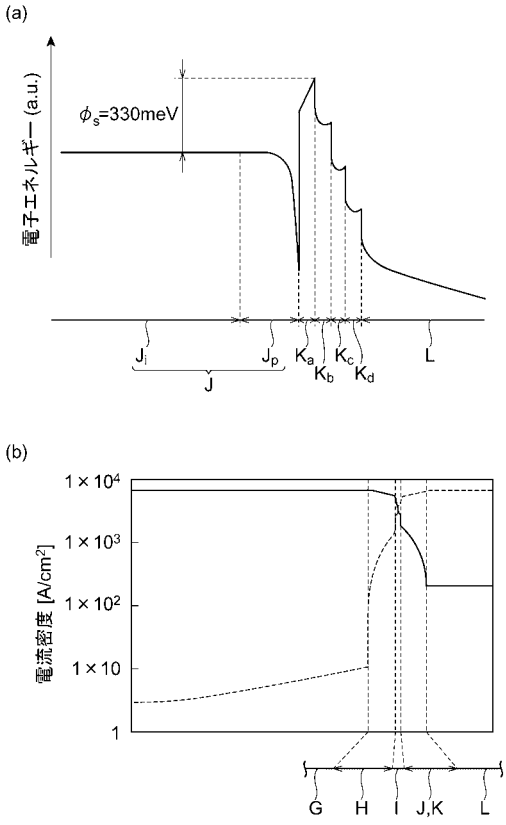 (a)
電子エネルギー (a.u.)
ϕs=330meV
Ji Jp Ka Kb Kc Kd L
J
(b)
電流密度 [A/cm2]
1×10⁴
1×10³
1×10²
1×10
1
G H I J,K L